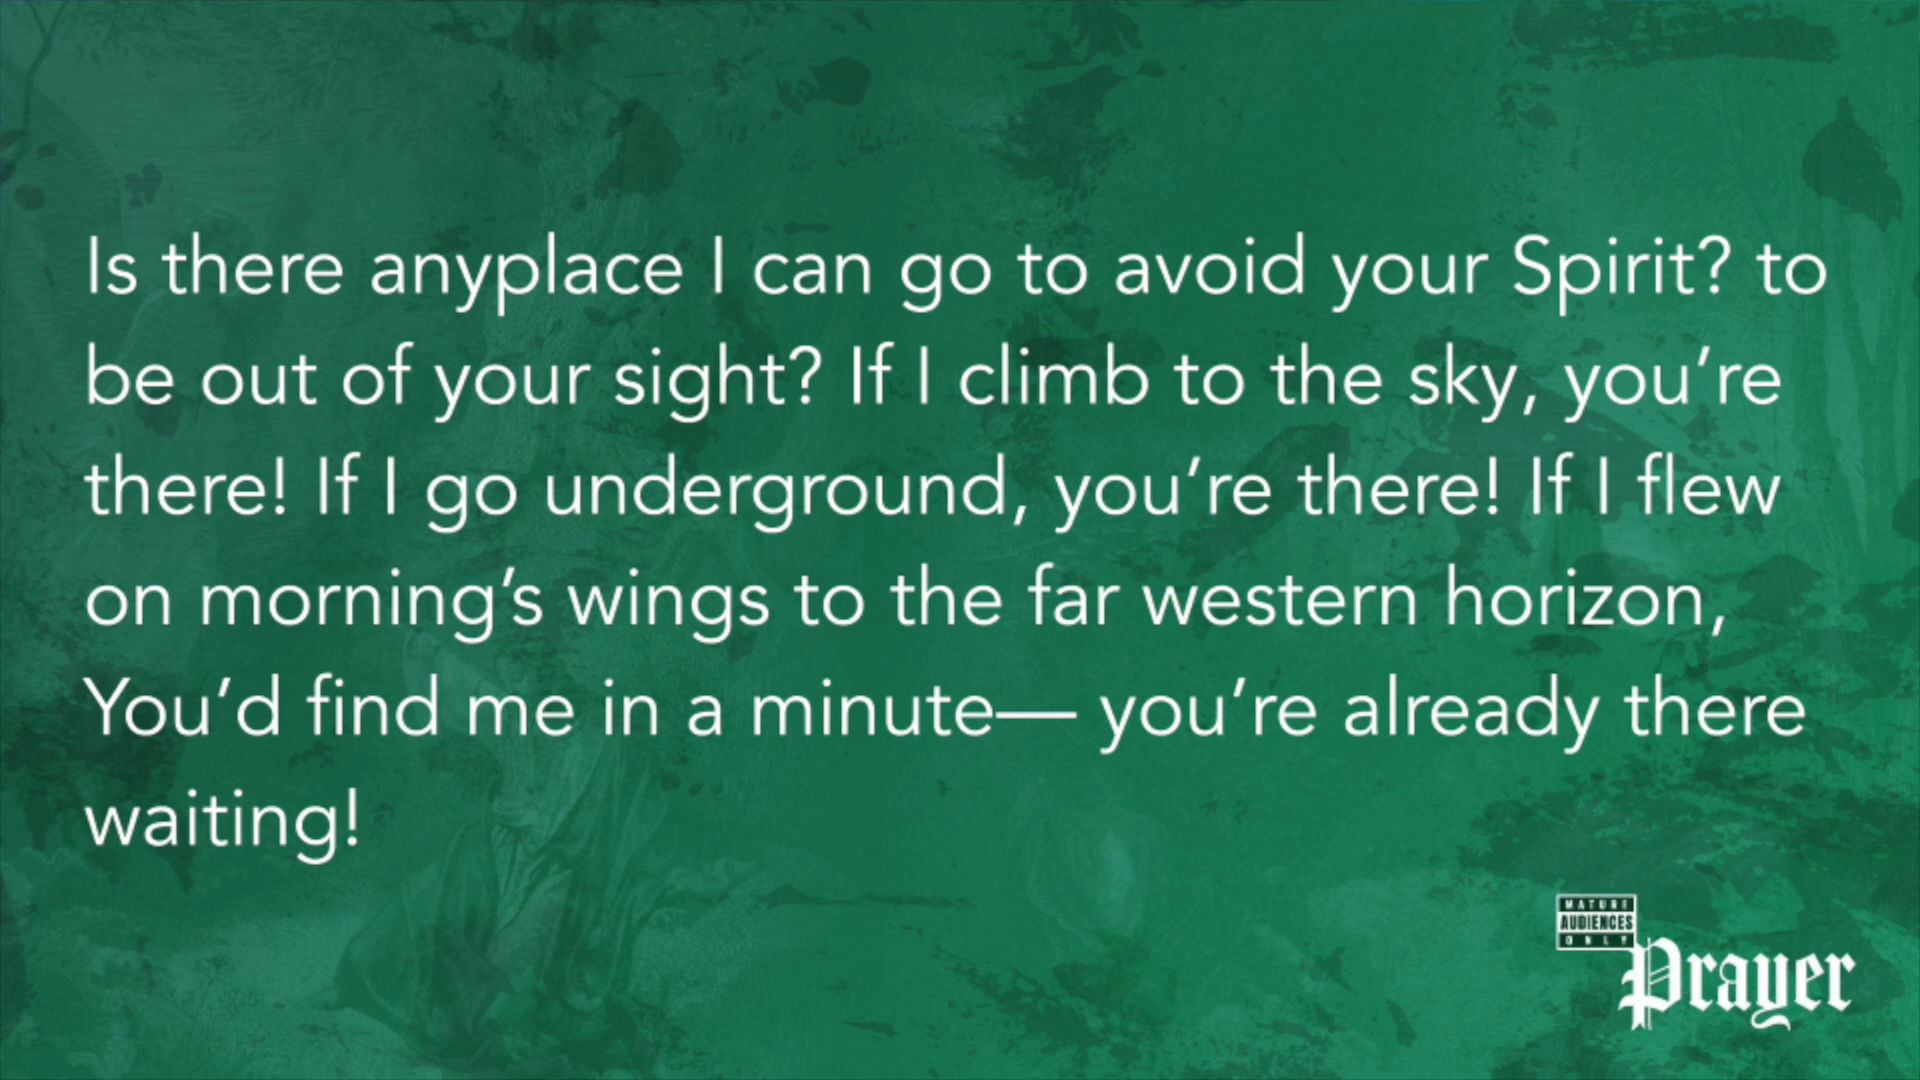 Is there anyplace I can go to avoid your Spirit? to
be out of your sight? If I climb to the sky, you’re
there! If I go underground, you’re there! If I flew
on morning’s wings to the far western horizon,
You’d find me in a minute— you’re already there
waiting!
MATURE
AUDIENCES
ONLY
Prayer